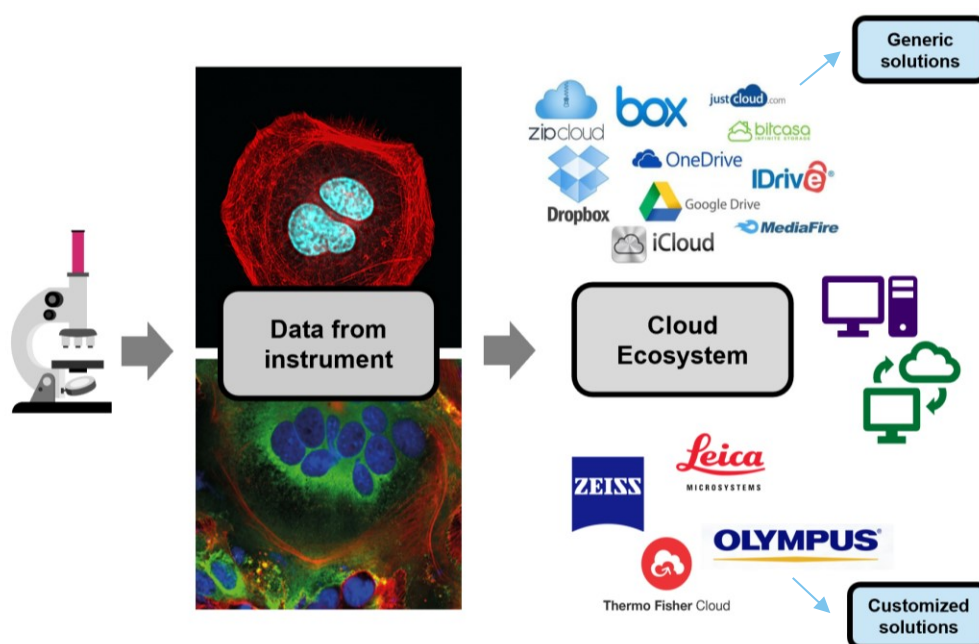 Generic
solutions
zipcloud
box
justcloud.com
bitcasa
INFINITE STORAGE
Dropbox
OneDrive
IDrive®
Google Drive
MediaFire
iCloud
Data from
instrument
Cloud
Ecosystem
ZEISS
Leica
MICROSYSTEMS
OLYMPUS®
Thermo Fisher Cloud
Customized
solutions